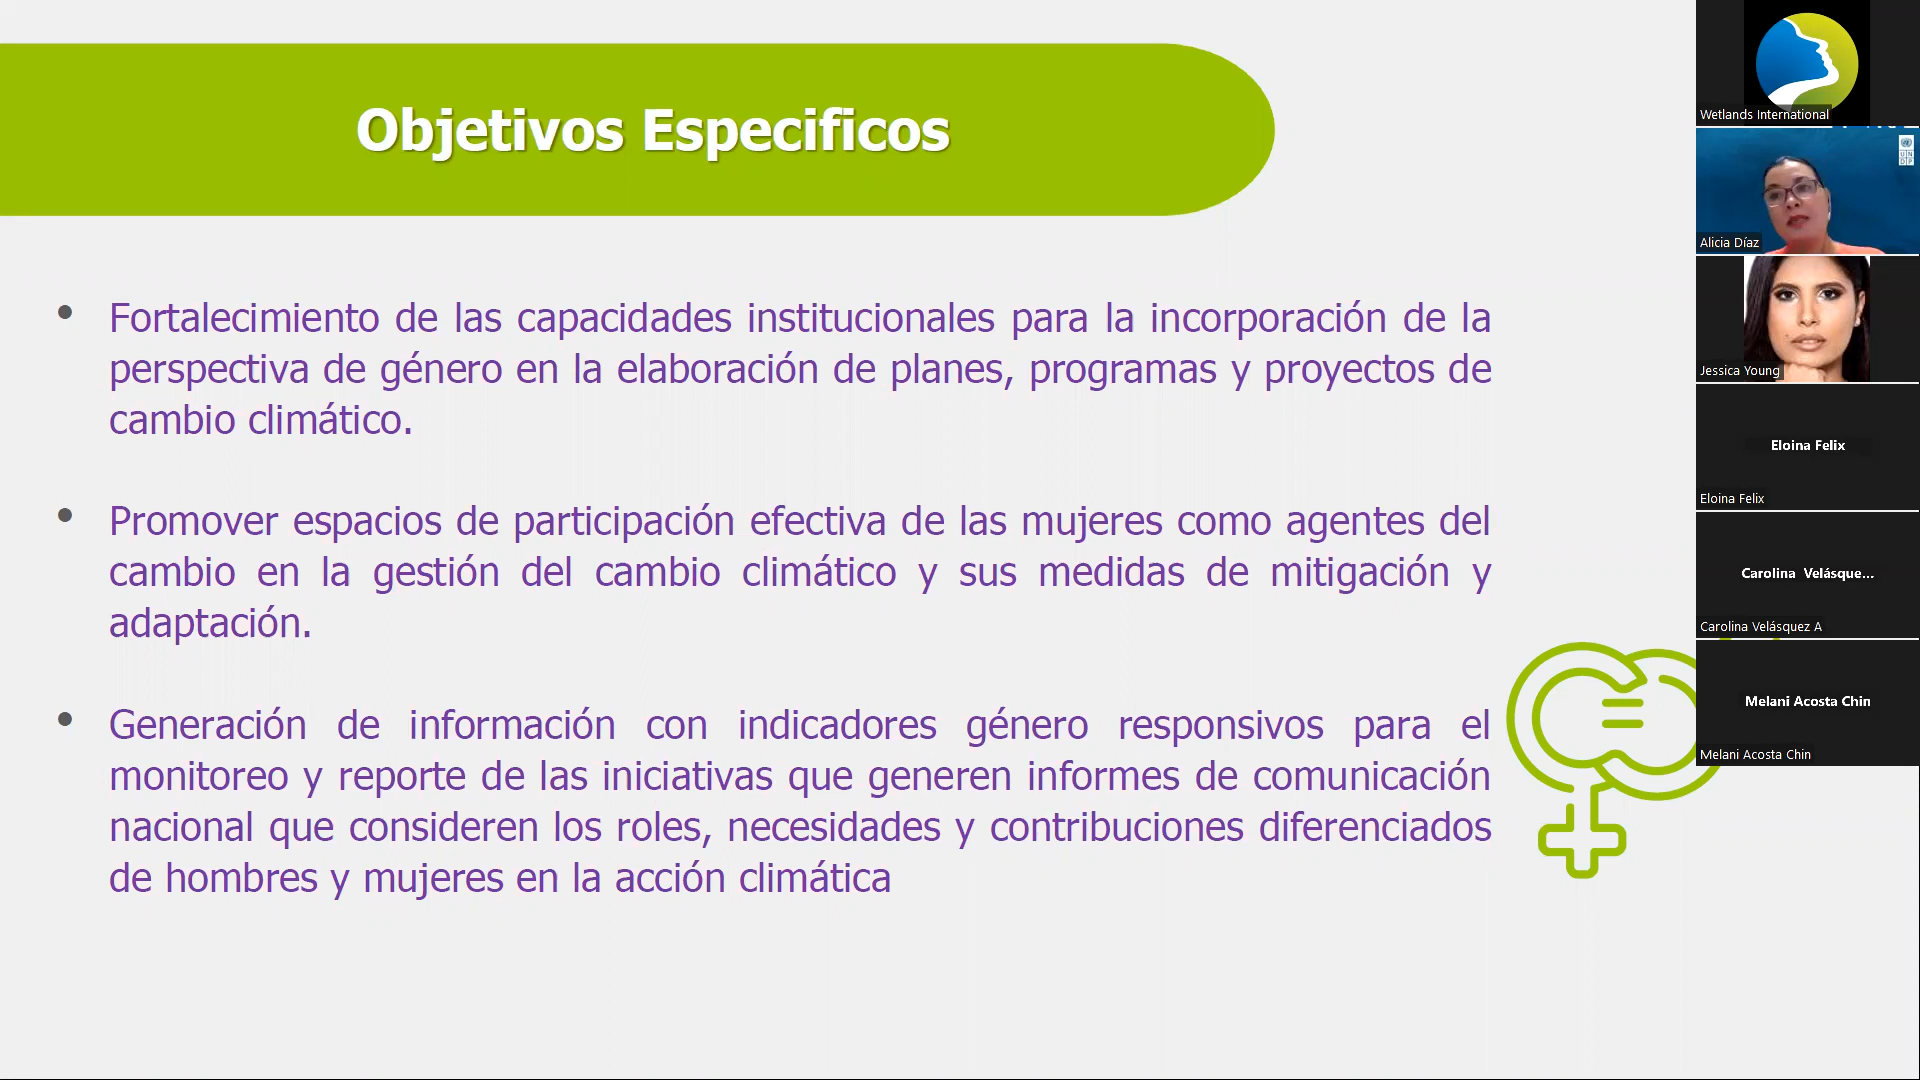 Objetivos Especificos
• Fortalecimiento de las capacidades institucionales para la incorporación de la
perspectiva de género en la elaboración de planes, programas y proyectos de
cambio climático.
• Promover espacios de participación efectiva de las mujeres como agentes del
cambio en la gestión del cambio climático y sus medidas de mitigación y
adaptación.
• Generación de información con indicadores género responsivos para el
monitoreo y reporte de las iniciativas que generen informes de comunicación
nacional que consideren los roles, necesidades y contribuciones diferenciados
de hombres y mujeres en la acción climática
Wetlands International
UN
DP
Alicia Díaz
Jessica Young
Eloina Felix
Eloina Felix
Carolina Velásque...
Carolina Velásquez A
Melani Acosta Chin
Melani Acosta Chin